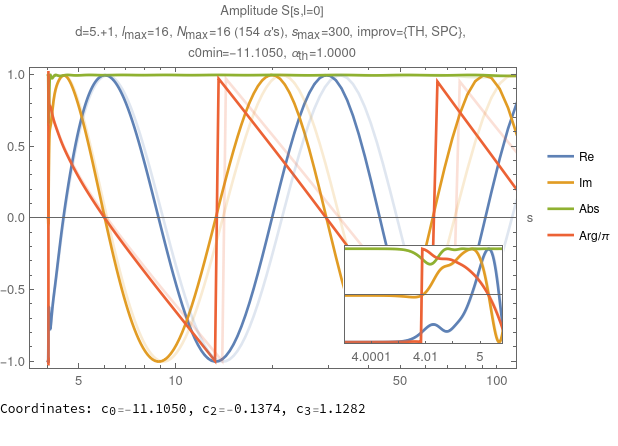 Amplitude S[s,l=0]
d=5.+1, lmax=16, Nmax=16 (154 α's), smax=300, improv={TH, SPC},
c0min=-11.1050, αth=1.0000
1.0
0.5
0.0
-0.5
-1.0
5
10
50
100
s
Re
Im
Abs
Arg/π
4.0001
4.01
5
Coordinates: c0=-11.1050, c2=-0.1374, c3=1.1282